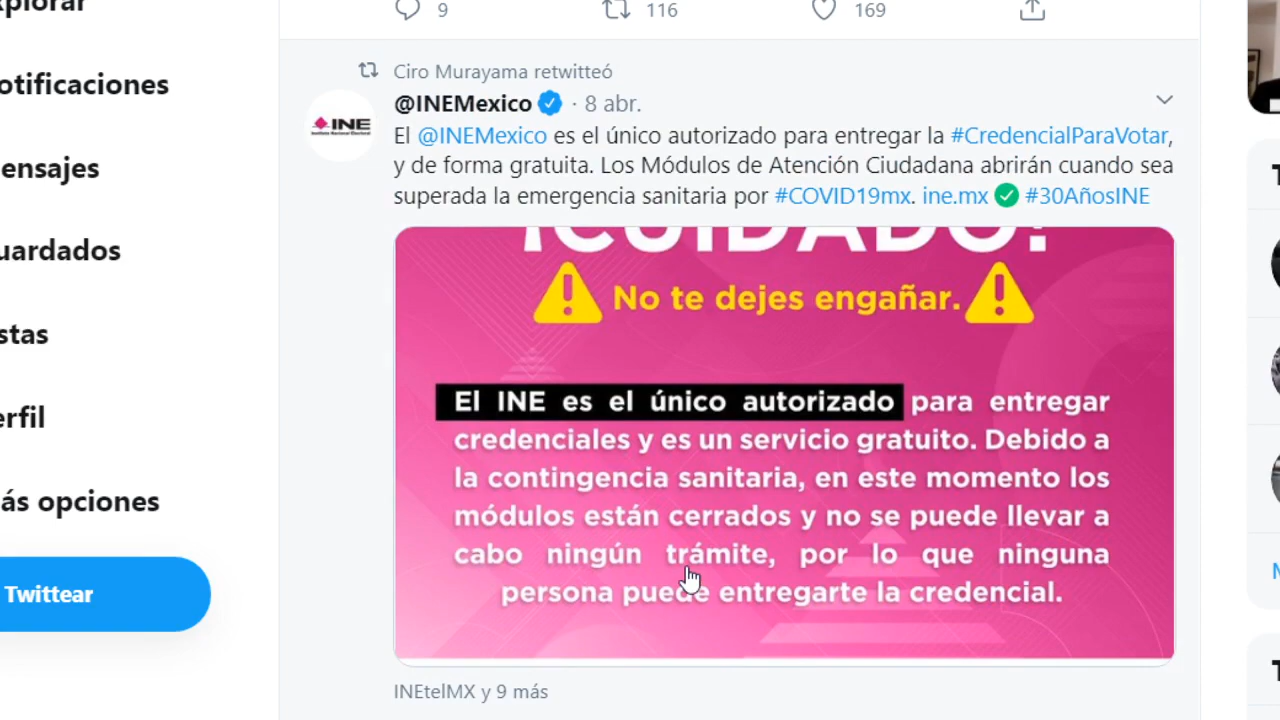 9 116 169
Ciro Murayama retwitteó
@INEMexico · 8 abr.
INE
El @INEMexico es el único autorizado para entregar la #CredencialParaVotar,
y de forma gratuita. Los Módulos de Atención Ciudadana abrirán cuando sea
superada la emergencia sanitaria por #COVID19mx. ine.mx ✅ #30AñosINE
¡CUIDADO!
No te dejes engañar.
El INE es el único autorizado para entregar
credenciales y es un servicio gratuito. Debido a
la contingencia sanitaria, en este momento los
módulos están cerrados y no se puede llevar a
cabo ningún trámite, por lo que ninguna
persona puede entregarte la credencial.
INEtelMX y 9 más
xplorar
otificaciones
ensajes
uardados
stas
erfil
ás opciones
Twittear